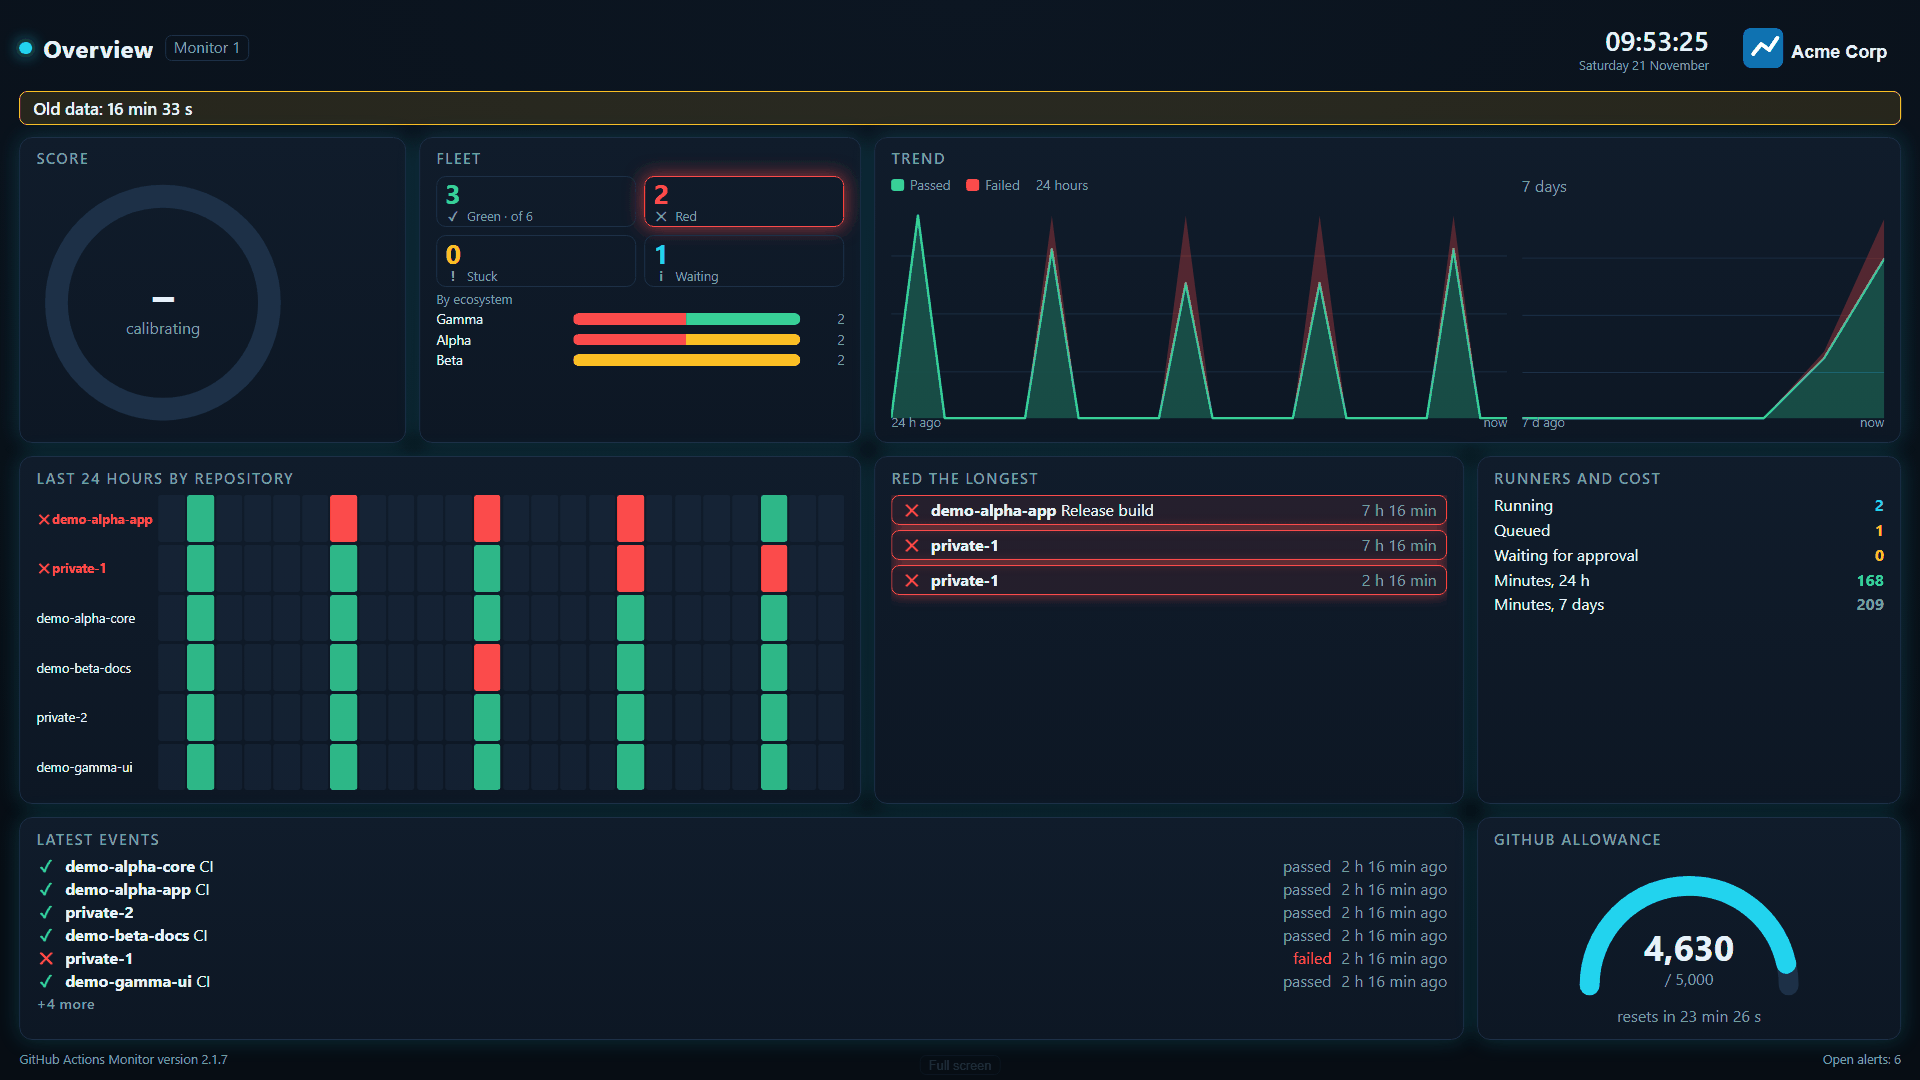 Overview
Monitor 1
09:53:25
Saturday 21 November
Acme Corp
Old data: 16 min 33 s
SCORE
–
calibrating
FLEET
3
✓ Green · of 6
2
✕ Red
0
! Stuck
1
i Waiting
By ecosystem
Gamma 2
Alpha 2
Beta 2
TREND
Passed Failed 24 hours
7 days
24 h ago now
7 d ago now
LAST 24 HOURS BY REPOSITORY
✕ demo-alpha-app
✕ private-1
demo-alpha-core
demo-beta-docs
private-2
demo-gamma-ui
RED THE LONGEST
✕ demo-alpha-app Release build 7 h 16 min
✕ private-1 7 h 16 min
✕ private-1 2 h 16 min
RUNNERS AND COST
Running 2
Queued 1
Waiting for approval 0
Minutes, 24 h 168
Minutes, 7 days 209
LATEST EVENTS
✓ demo-alpha-core CI passed 2 h 16 min ago
✓ demo-alpha-app CI passed 2 h 16 min ago
✓ private-2 passed 2 h 16 min ago
✓ demo-beta-docs CI passed 2 h 16 min ago
✕ private-1 failed 2 h 16 min ago
✓ demo-gamma-ui CI passed 2 h 16 min ago
+4 more
GITHUB ALLOWANCE
4,630
/ 5,000
resets in 23 min 26 s
GitHub Actions Monitor version 2.1.7
Full screen
Open alerts: 6